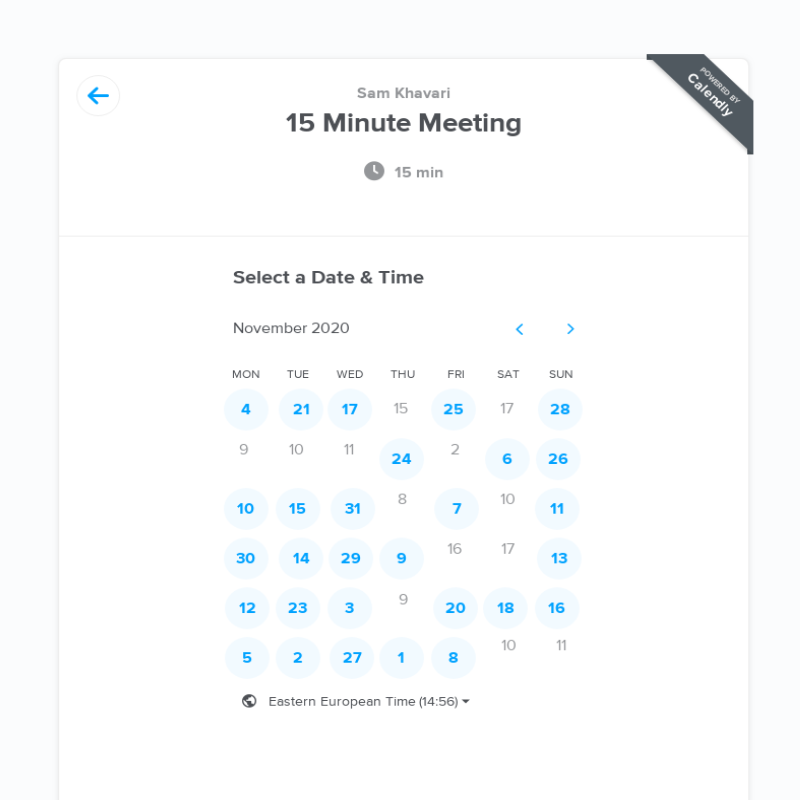 POWERED BY
Calendly
Sam Khavari
15 Minute Meeting
15 min
Select a Date & Time
November 2020
MON TUE WED THU FRI SAT SUN
4 21 17 15 25 17 28
9 10 11 24 2 6 26
10 15 31 8 7 10 11
30 14 29 9 16 17 13
12 23 3 9 20 18 16
5 2 27 1 8 10 11
Eastern European Time (14:56)